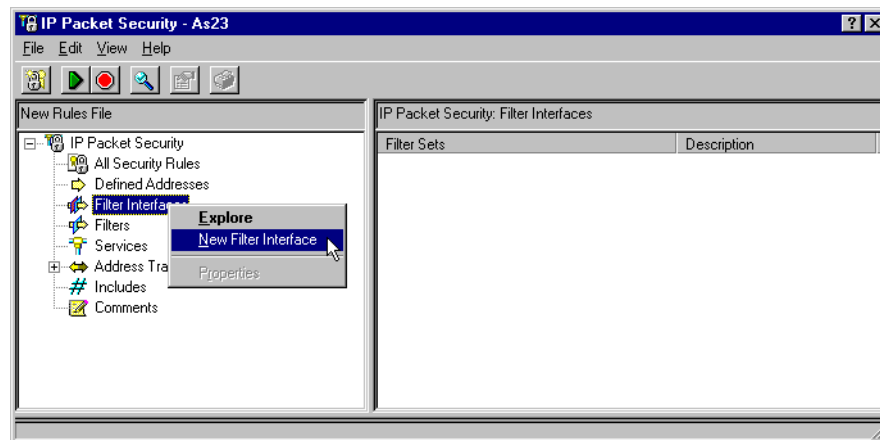 IP Packet Security - As23
File Edit View Help
New Rules File
IP Packet Security: Filter Interfaces
Filter Sets Description
IP Packet Security
All Security Rules
Defined Addresses
Filter Interfaces
Explore
Filters
New Filter Interface
Services
Address Tra
Properties
Includes
Comments